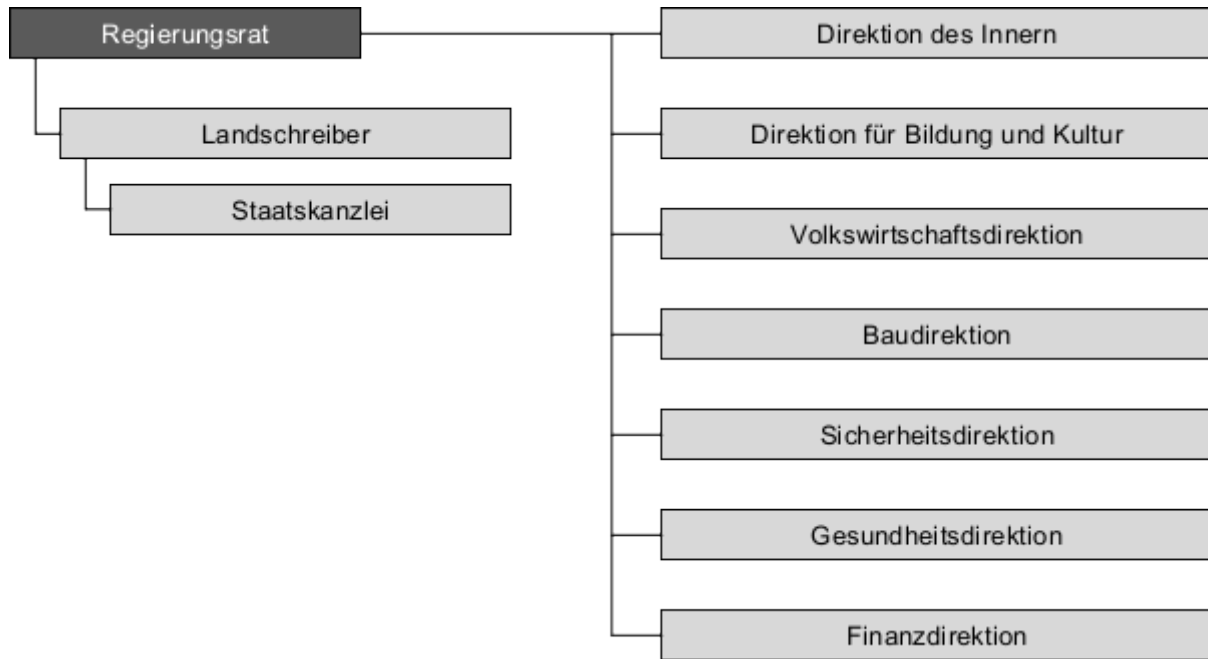 Regierungsrat
Landschreiber
Staatskanzlei
Direktion des Innern
Direktion für Bildung und Kultur
Volkswirtschaftsdirektion
Baudirektion
Sicherheitsdirektion
Gesundheitsdirektion
Finanzdirektion